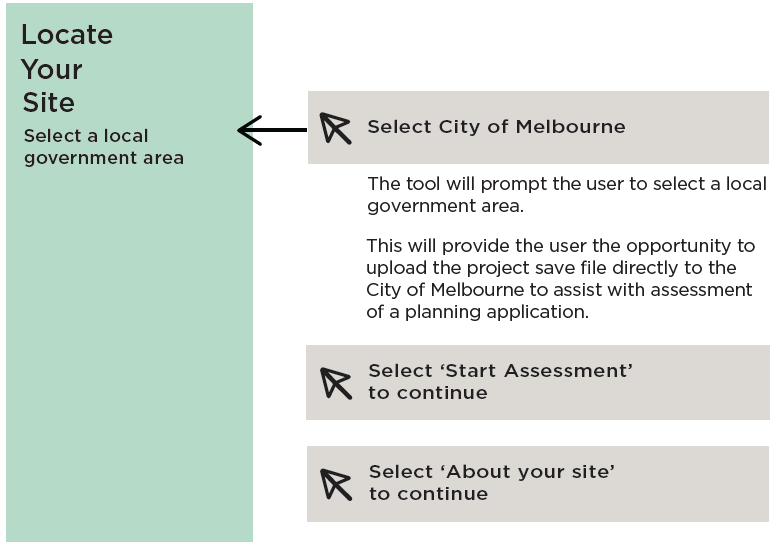 Locate
Your
Site
Select a local
government area
Select City of Melbourne
The tool will prompt the user to select a local
government area.
This will provide the user the opportunity to
upload the project save file directly to the
City of Melbourne to assist with assessment
of a planning application.
Select ‘Start Assessment’
to continue
Select ‘About your site’
to continue